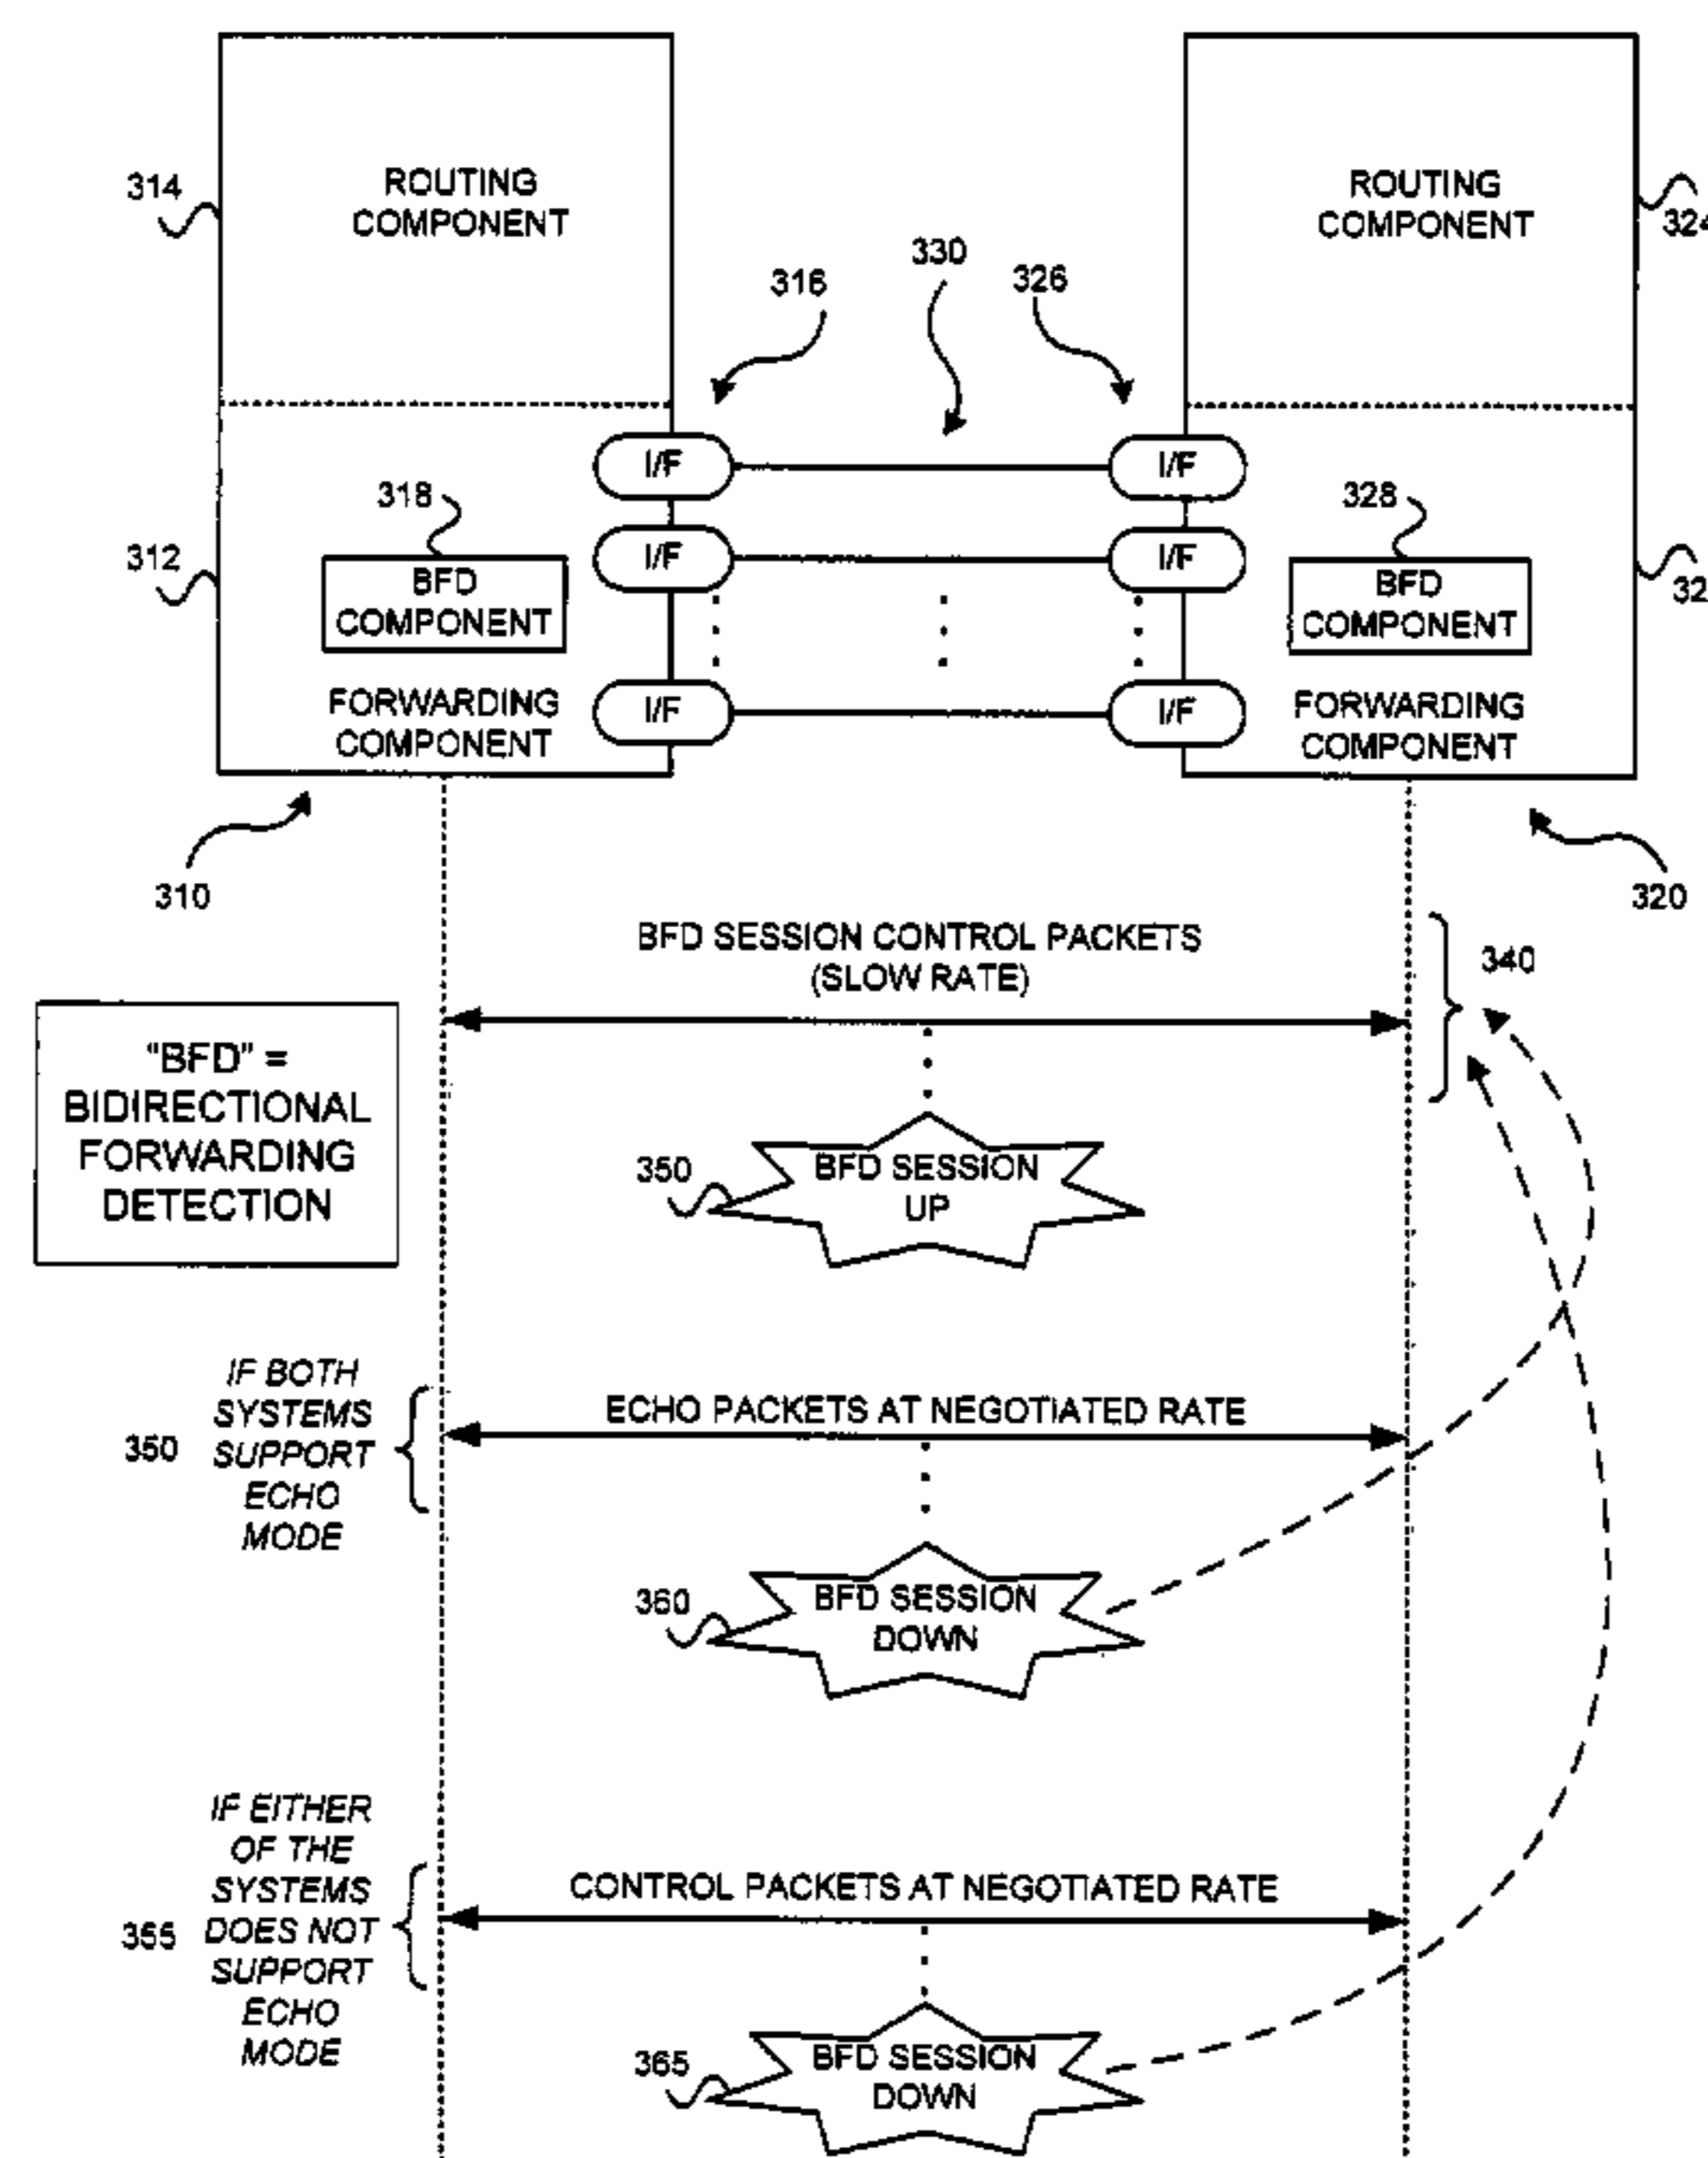 314
ROUTING
COMPONENT
ROUTING
COMPONENT
324
316
330
326
I/F
I/F
318
328
312
BFD
COMPONENT
I/F
I/F
BFD
COMPONENT
32
FORWARDING
COMPONENT
I/F
I/F
FORWARDING
COMPONENT
310
320
BFD SESSION CONTROL PACKETS
(SLOW RATE)
340
"BFD" =
BIDIRECTIONAL
FORWARDING
DETECTION
350
BFD SESSION
UP
IF BOTH
SYSTEMS
SUPPORT
ECHO
MODE
350
ECHO PACKETS AT NEGOTIATED RATE
360
BFD SESSION
DOWN
IF EITHER
OF THE
SYSTEMS
DOES NOT
SUPPORT
ECHO
MODE
355
CONTROL PACKETS AT NEGOTIATED RATE
365
BFD SESSION
DOWN